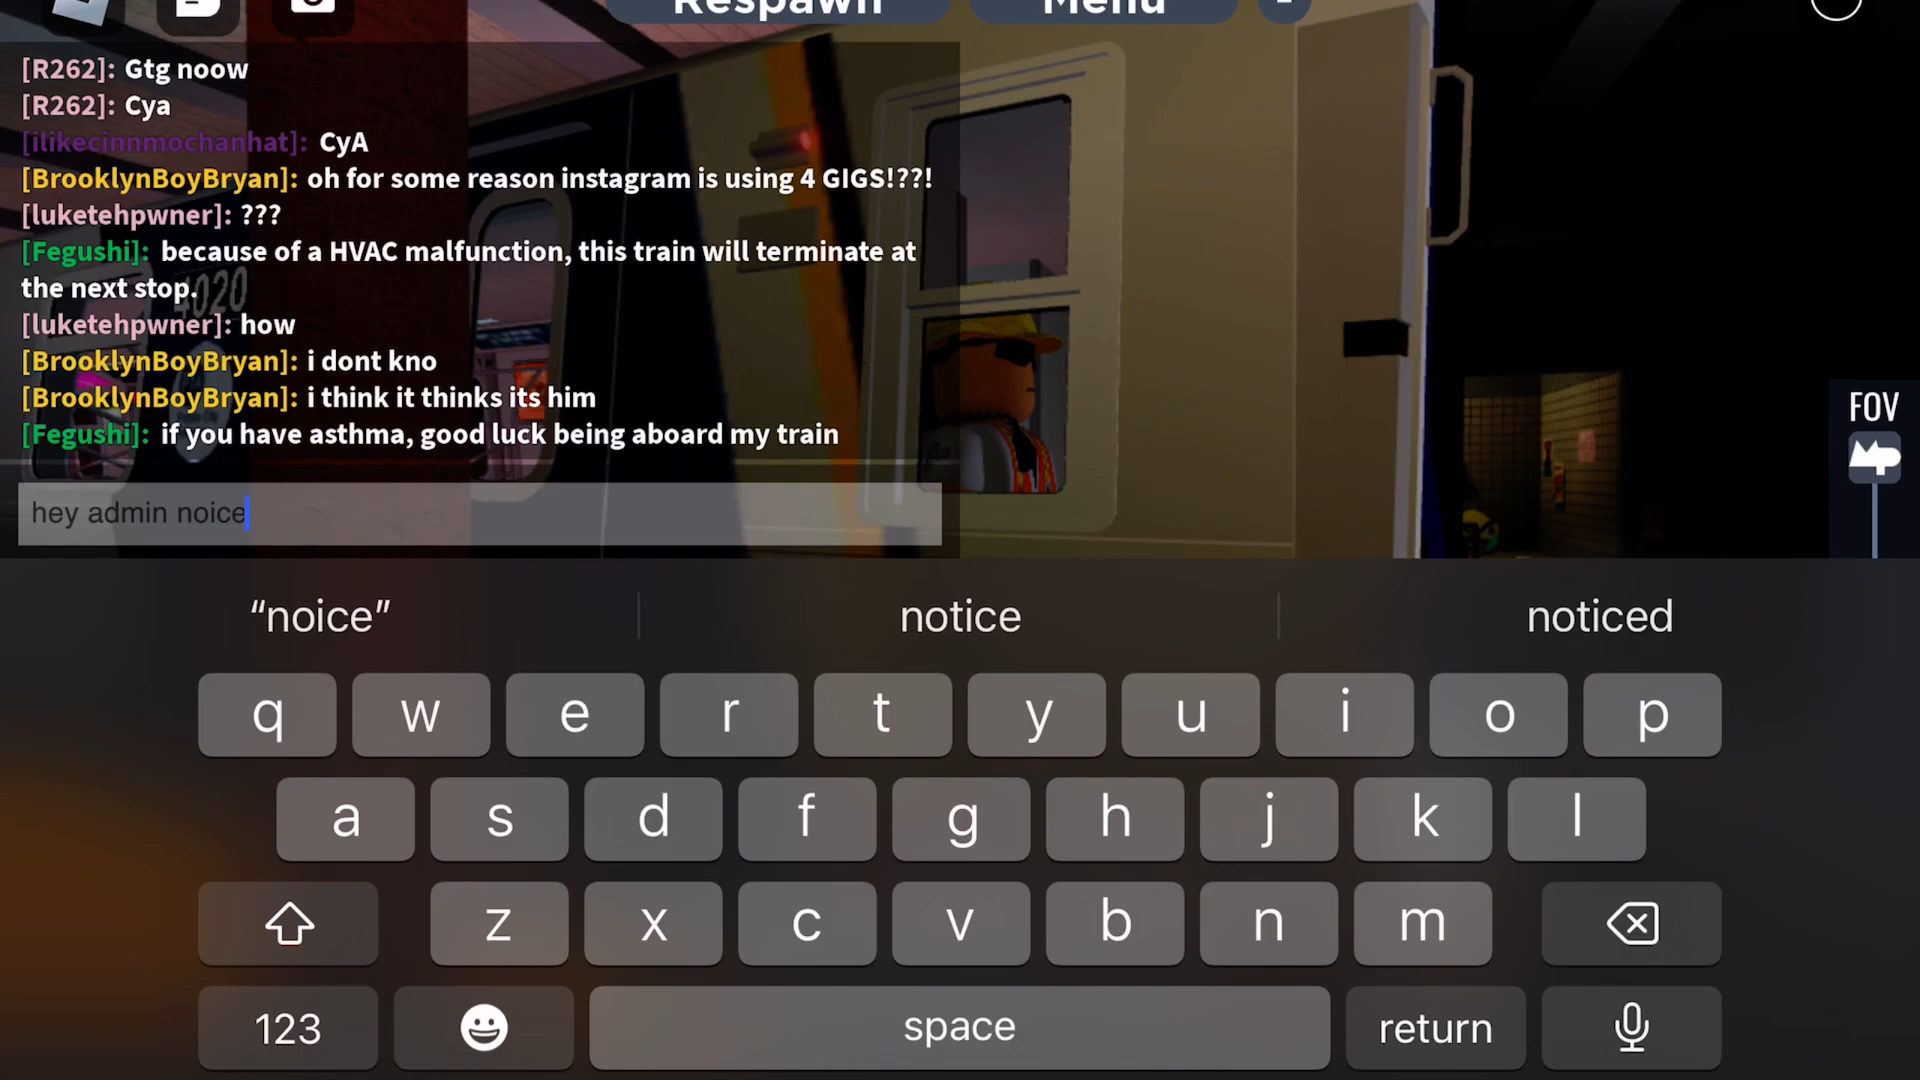 Respawn Menu
[R262]: Gtg noow
[R262]: Cya
[ilikecinnmochanhat]: CyA
[BrooklynBoyBryan]: oh for some reason instagram is using 4 GIGS!??!
[luketehpwner]: ???
[Fegushi]: because of a HVAC malfunction, this train will terminate at
the next stop.
4020
[luketehpwner]: how
[BrooklynBoyBryan]: i dont kno
[BrooklynBoyBryan]: i think it thinks its him
[Fegushi]: if you have asthma, good luck being aboard my train
FOV
hey admin noice
“noice” notice noticed
q w e r t y u i o p
a s d f g h j k l
z x c v b n m
123 space return